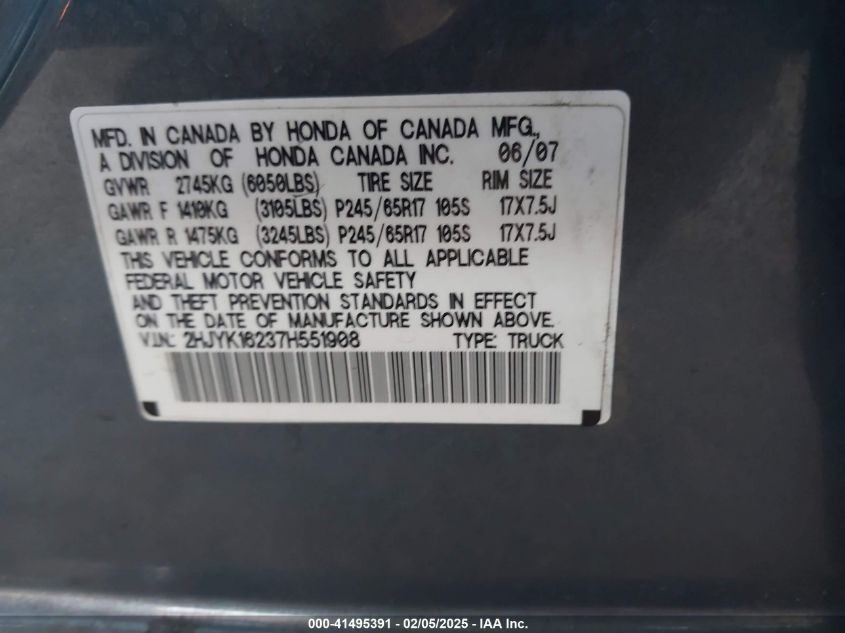 MFD. IN CANADA BY HONDA OF CANADA MFG.,
A DIVISION OF HONDA CANADA INC. 06/07
GVWR 2745KG (6050LBS) TIRE SIZE RIM SIZE
GAWR F 1410KG (3105LBS) P245/65R17 105S 17X7.5J
GAWR R 1475KG (3245LBS) P245/65R17 105S 17X7.5J
THIS VEHICLE CONFORMS TO ALL APPLICABLE
FEDERAL MOTOR VEHICLE SAFETY
AND THEFT PREVENTION STANDARDS IN EFFECT
ON THE DATE OF MANUFACTURE SHOWN ABOVE.
V.I.N.: 2HJYK16237H551908 TYPE: TRUCK
000-41495391 - 02/05/2025 - IAA Inc.